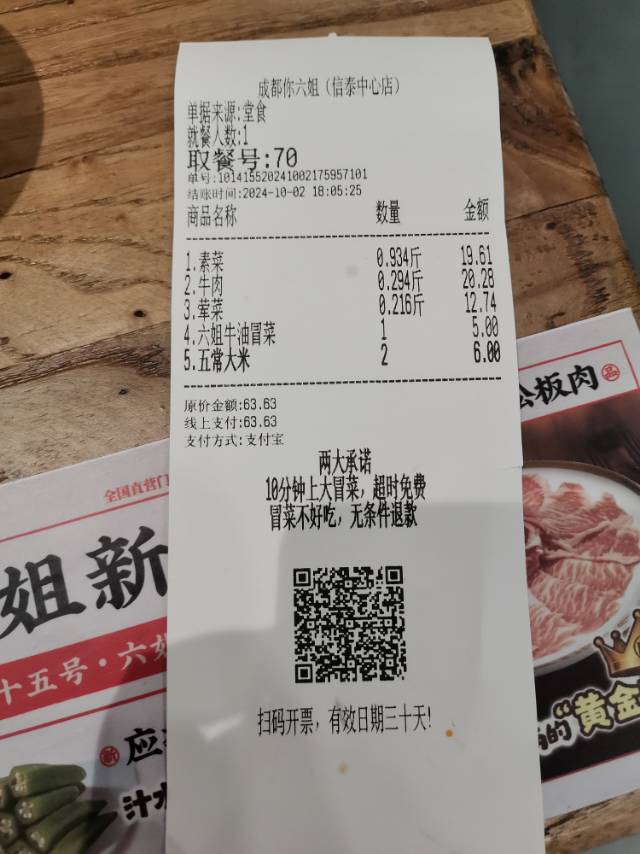 成都你六姐（信泰中心店）
单据来源:堂食
就餐人数:1
取餐号:70
单号:101415520241002175957101
结账时间:2024-10-02 18:05:25
商品名称 数量 金额
1.素菜 0.934斤 19.61
2.牛肉 0.294斤 20.28
3.荤菜 0.216斤 12.74
4.六姐牛油冒菜 1 5.00
5.五常大米 2 6.00
原价金额:63.63
线上支付:63.63
支付方式:支付宝
两大承诺
10分钟上大冒菜，超时免费
冒菜不好吃，无条件退款
扫码开票，有效日期三十天!
全国直营门
姐新
十五号·六
新 应
汁水
板肉 品
的"黄金